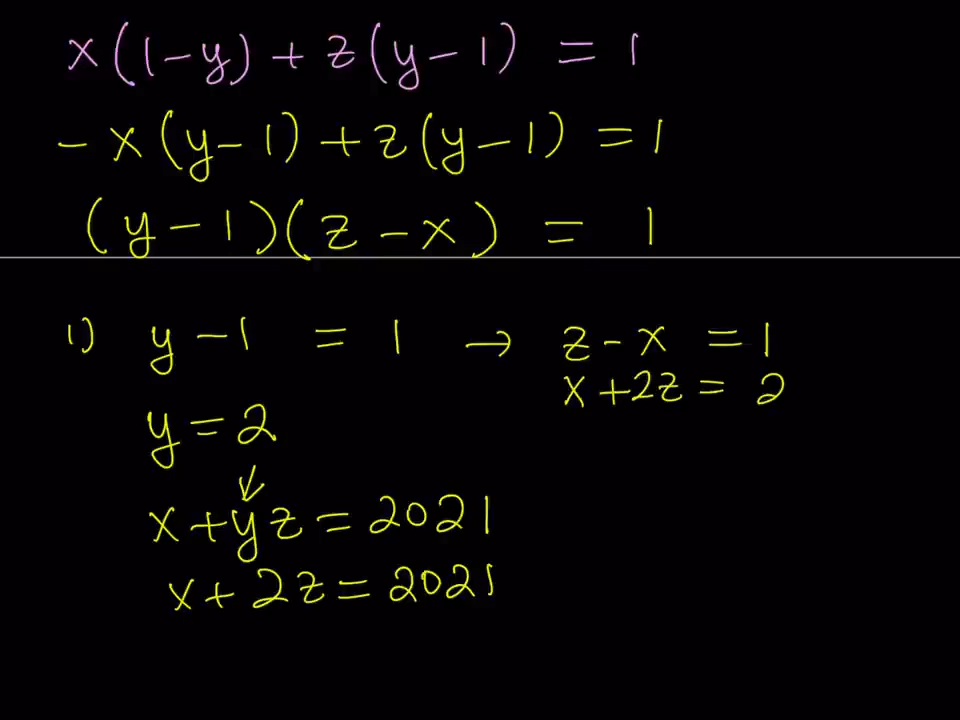 x(1-y)+z(y-1) = 1
-x(y-1)+z(y-1) = 1
(y-1)(z-x) = 1
1) y-1 = 1 → z-x = 1
x+2z = 2
y = 2
↓
x+yz = 2021
x+2z = 2021